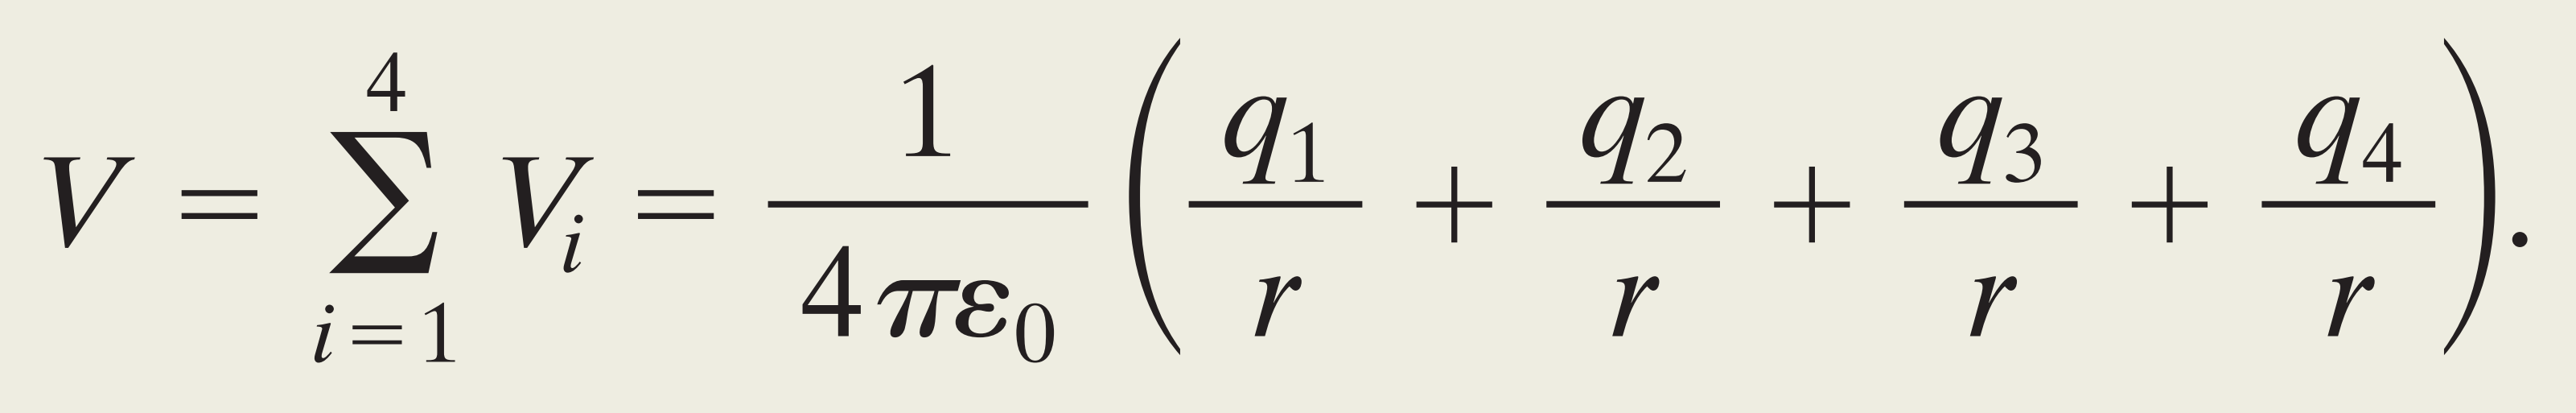 $V = \sum_{i=1}^{4} V_i = \frac{1}{4\pi\varepsilon_0} \left( \frac{q_1}{r} + \frac{q_2}{r} + \frac{q_3}{r} + \frac{q_4}{r} \right).$